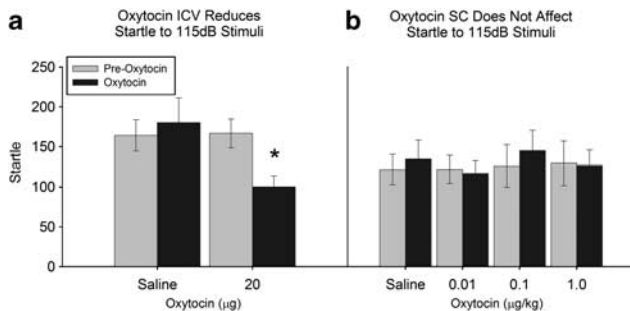 a
Oxytocin ICV Reduces
Startle to 115dB Stimuli
Pre-Oxytocin
Oxytocin
Startle
250
200
150
100
50
0
*
Saline
20
Oxytocin (µg)
b
Oxytocin SC Does Not Affect
Startle to 115dB Stimuli
Saline
0.01
0.1
1.0
Oxytocin (µg/kg)